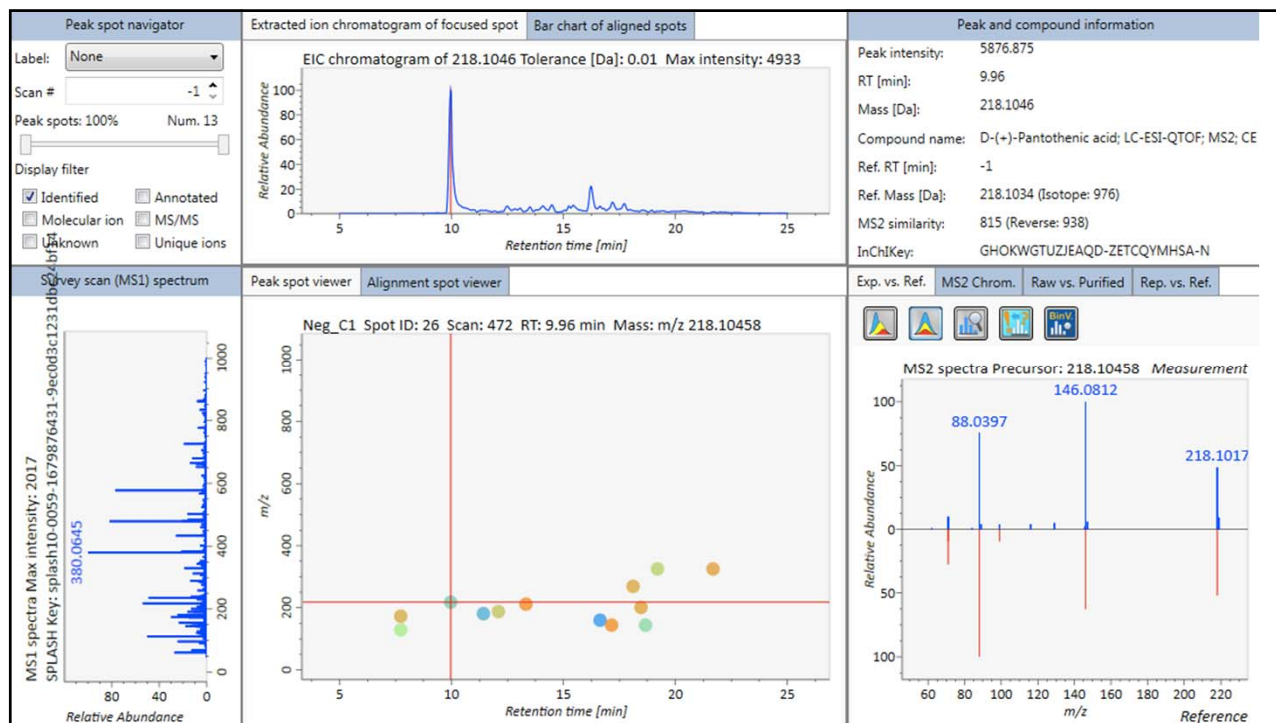 Peak spot navigator
Label: None
Scan # -1
Peak spots: 100% Num. 13
Display filter
Identified Annotated
Molecular ion MS/MS
Unknown Unique ions
Extracted ion chromatogram of focused spot Bar chart of aligned spots
EIC chromatogram of 218.1046 Tolerance [Da]: 0.01 Max intensity: 4933
Relative Abundance
100
80
60
40
20
0
5 10 15 20 25
Retention time [min]
Peak and compound information
Peak intensity: 5876.875
RT [min]: 9.96
Mass [Da]: 218.1046
Compound name: D-(+)-Pantothenic acid; LC-ESI-QTOF; MS2; CE
Ref. RT [min]: -1
Ref. Mass [Da]: 218.1034 (Isotope: 976)
MS2 similarity: 815 (Reverse: 938)
InChIKey: GHOKWGTUZJEAQD-ZETCQYMHSA-N
Survey scan (MS1) spectrum
MS1 spectra Max intensity: 2017
SPLASH Key: splash10-0059-1679876431-9ec0d3c1231dbc24bf14
380.0645
0 200 400 600 800 1000
m/z
80 40 0
Relative Abundance
Peak spot viewer Alignment spot viewer
Neg_C1 Spot ID: 26 Scan: 472 RT: 9.96 min Mass: m/z 218.10458
m/z
1000
800
600
400
200
0
5 10 15 20 25
Retention time [min]
Exp. vs. Ref. MS2 Chrom. Raw vs. Purified Rep. vs. Ref.
BinV.
MS2 spectra Precursor: 218.10458 Measurement
146.0812
88.0397
218.1017
Relative Abundance
100
50
0
50
100
60 80 100 120 140 160 180 200 220
m/z
Reference